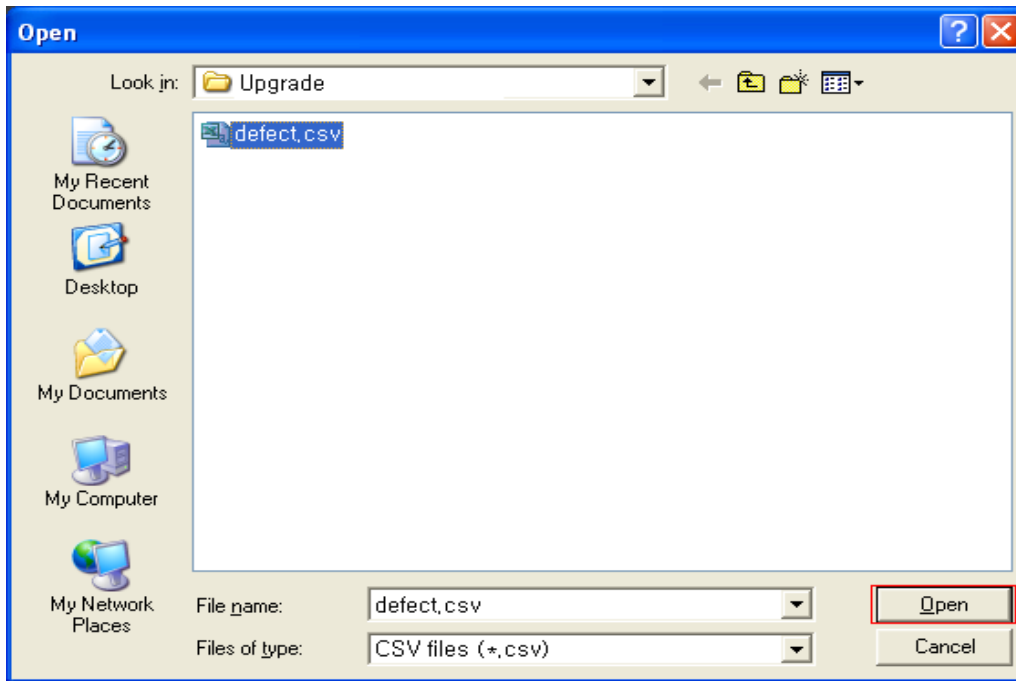 Open
?
Look in: Upgrade
defect,csv
My Recent
Documents
Desktop
My Documents
My Computer
My Network
Places
File name: defect,csv Open
Files of type: CSV files (*,csv) Cancel